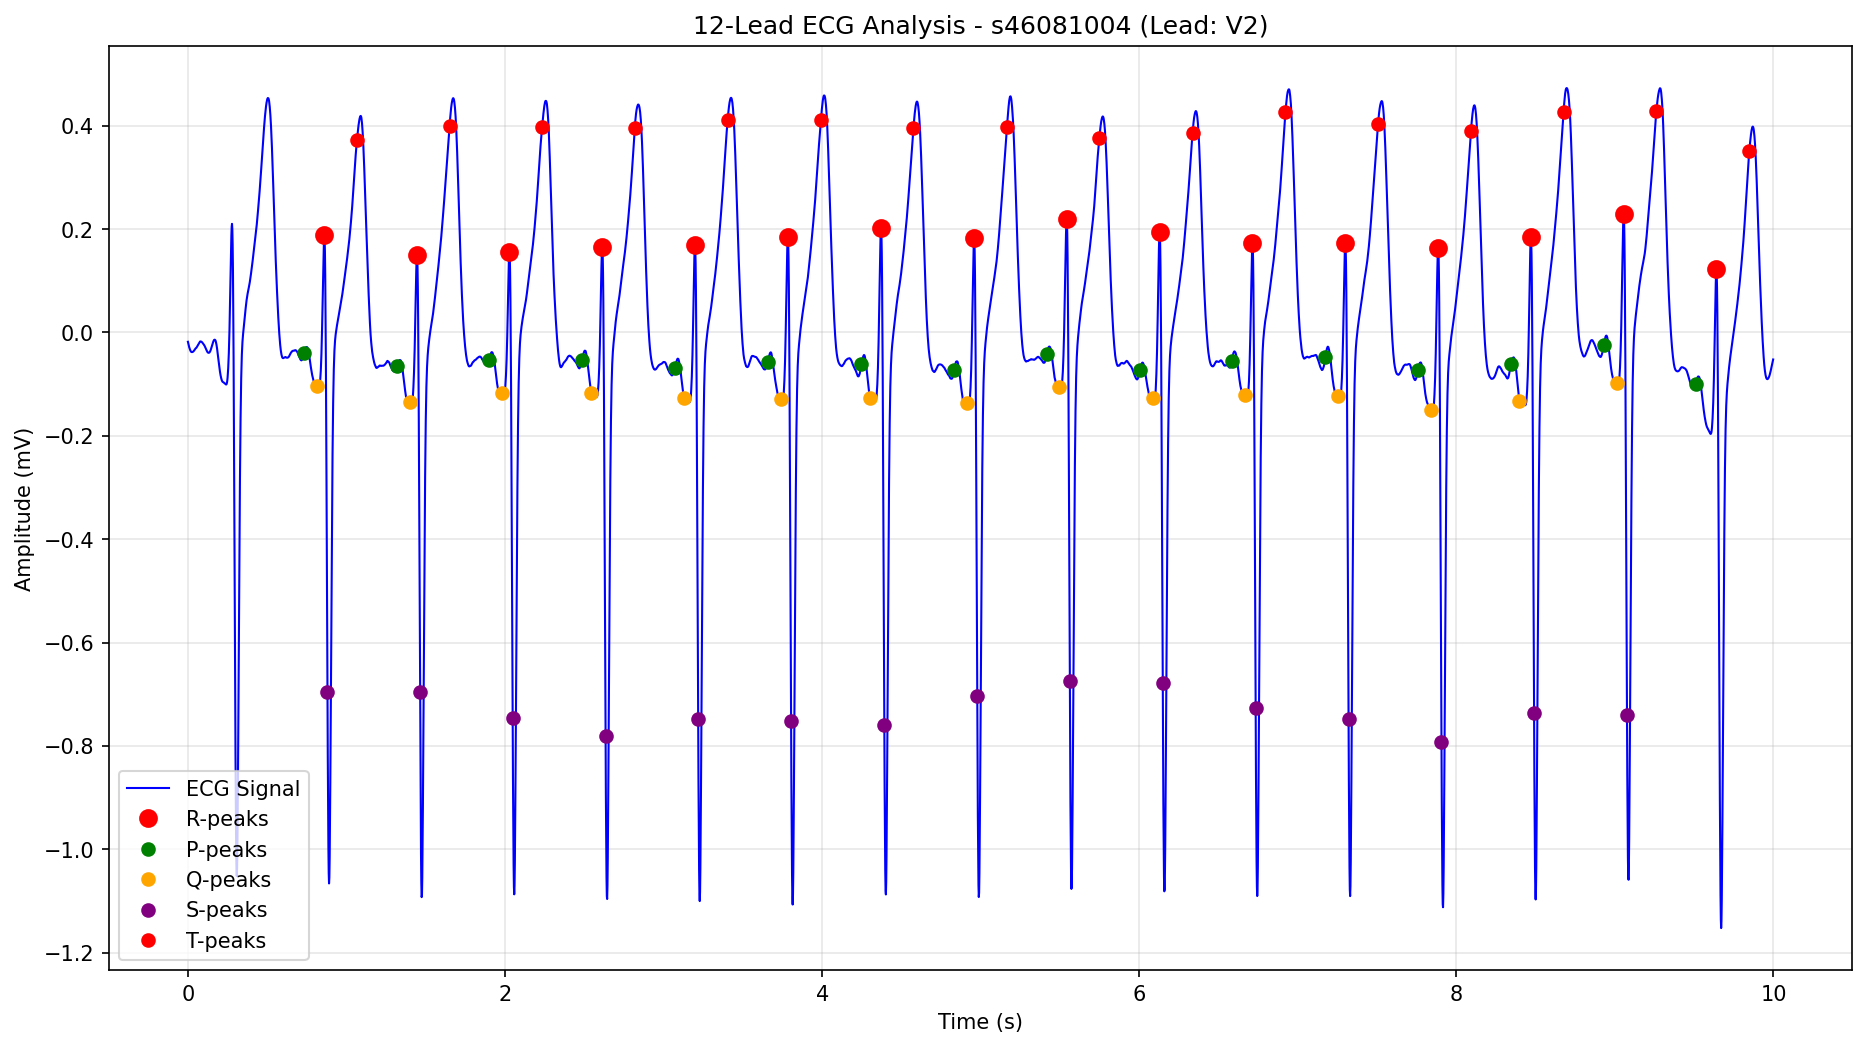 12-Lead ECG Analysis - s46081004 (Lead: V2)
Amplitude (mV)
0.4
0.2
0.0
−0.2
−0.4
−0.6
−0.8
−1.0
−1.2
ECG Signal
R-peaks
P-peaks
Q-peaks
S-peaks
T-peaks
0 2 4 6 8 10
Time (s)